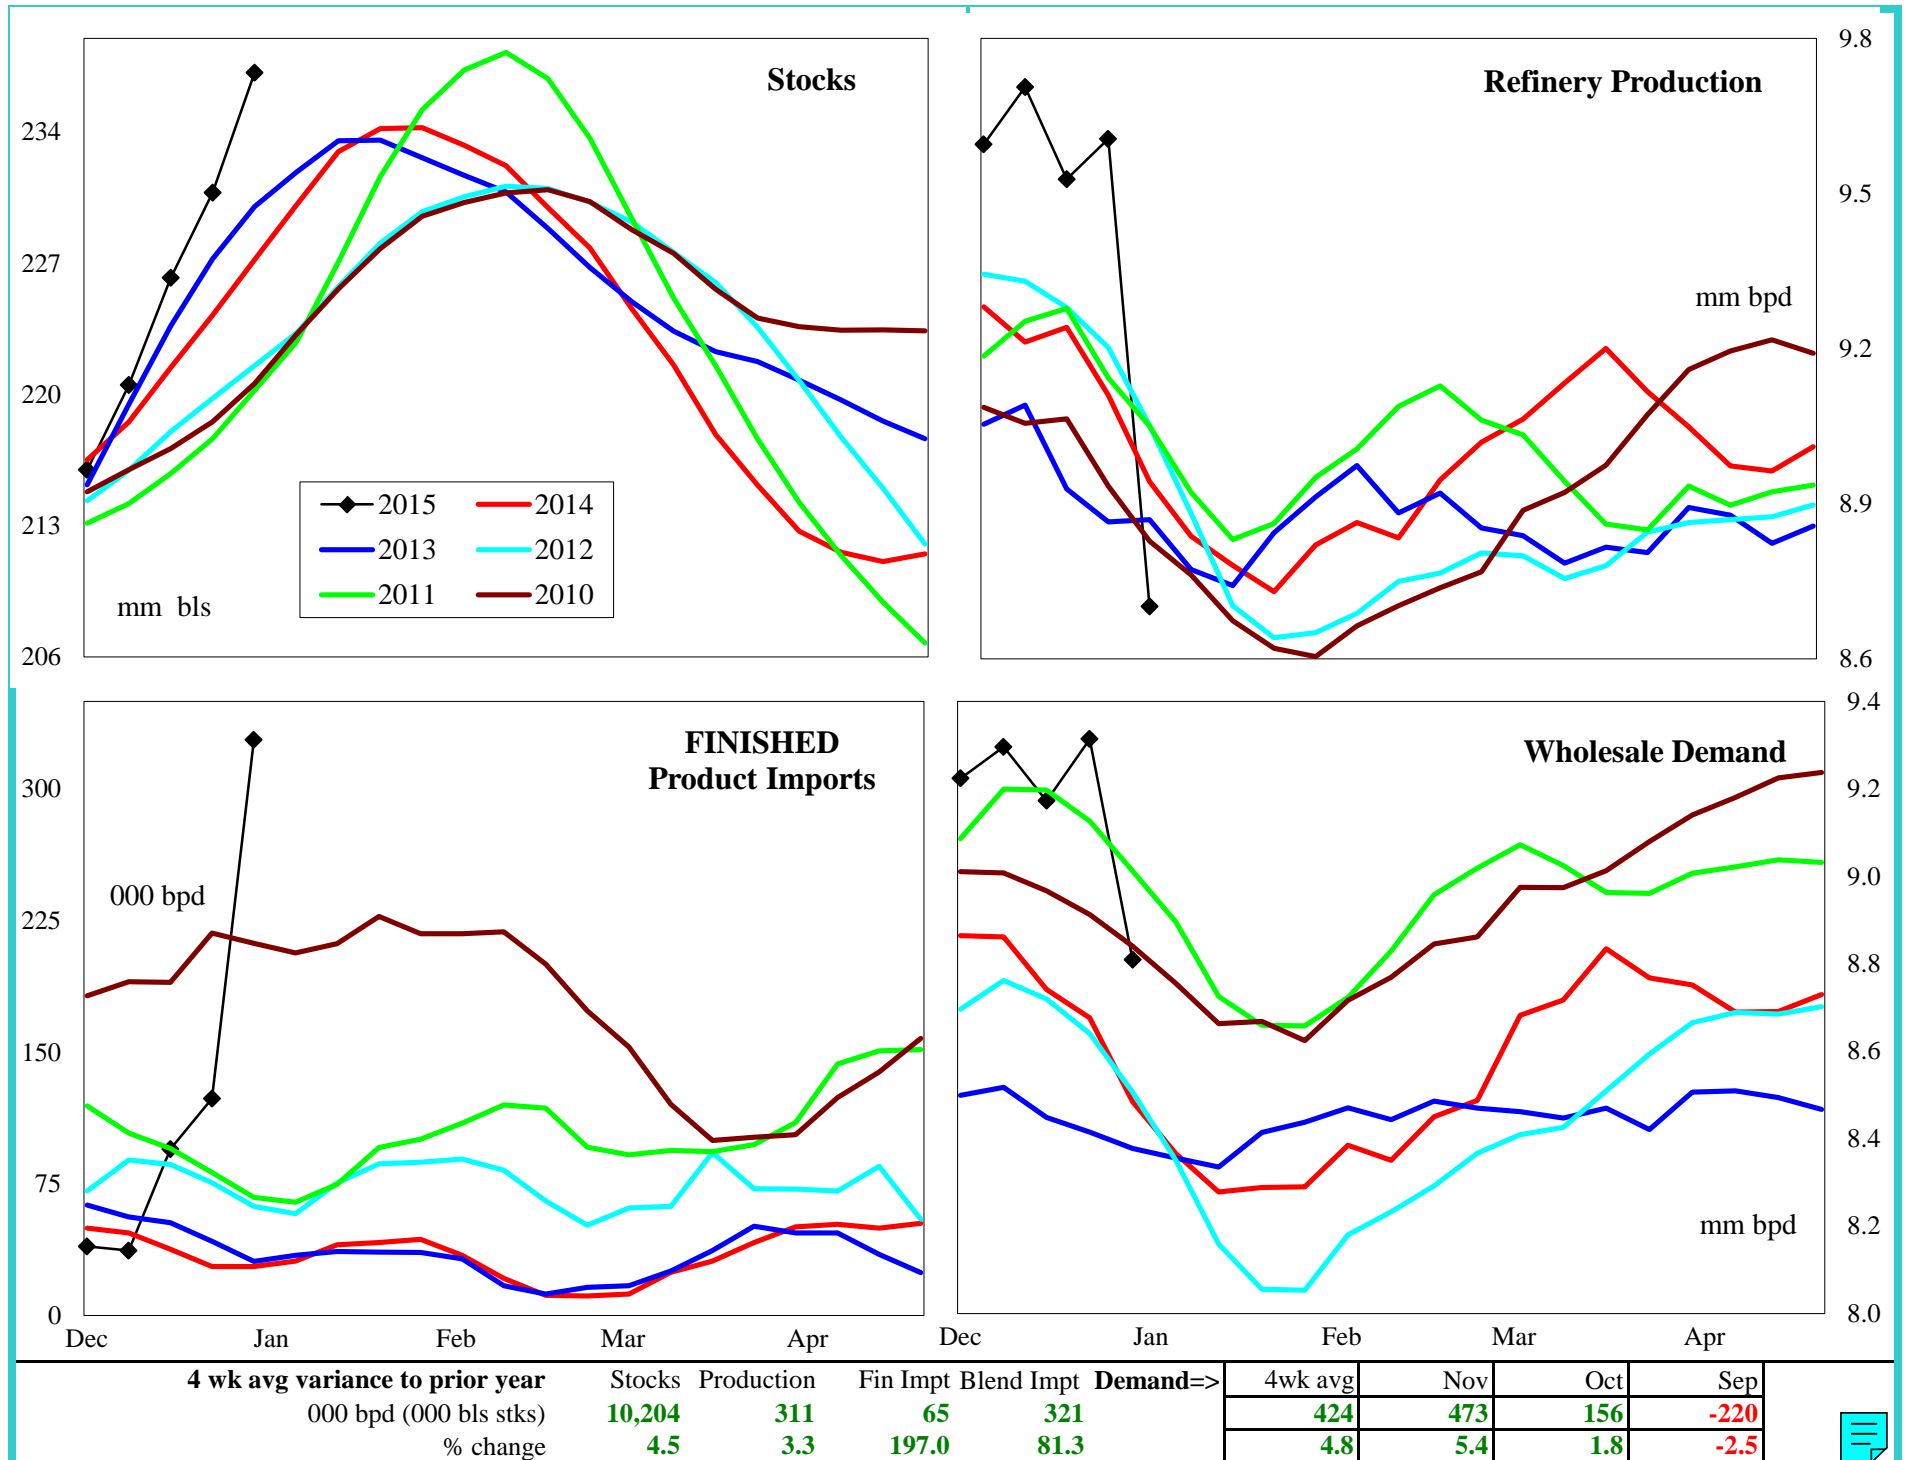 Stocks
234
227
220
213
206
mm bls
2015 2014
2013 2012
2011 2010
Refinery Production
9.8
9.5
9.2
8.9
8.6
mm bpd
FINISHED
Product Imports
300
225
150
75
0
000 bpd
Dec Jan Feb Mar Apr
Wholesale Demand
9.4
9.2
9.0
8.8
8.6
8.4
8.2
8.0
mm bpd
Dec Jan Feb Mar Apr
4 wk avg variance to prior year Stocks Production Fin Impt Blend Impt Demand=> 4wk avg Nov Oct Sep
000 bpd (000 bls stks) 10,204 311 65 321 424 473 156 -220
% change 4.5 3.3 197.0 81.3 4.8 5.4 1.8 -2.5